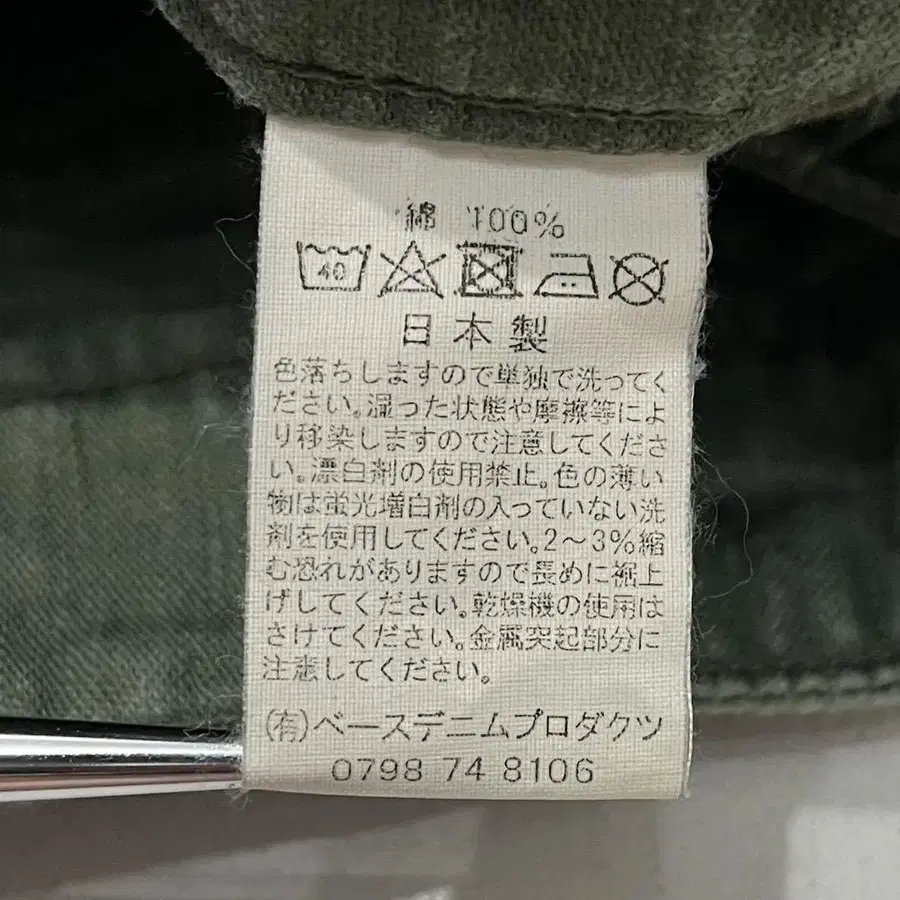 綿 100%
40
日本製
色落ちしますので単独で洗ってく
ださい。湿った状態や摩擦等によ
り移染しますので注意してくださ
い。漂白剤の使用禁止。色の薄い
物は蛍光増白剤の入っていない洗
剤を使用してください。2〜3%縮
む恐れがありますので長めに裾上
げしてください。乾燥機の使用は
さけてください。金属突起部分に
注意してください。
(有)ベースデニムプロダクツ
0798 74 8106